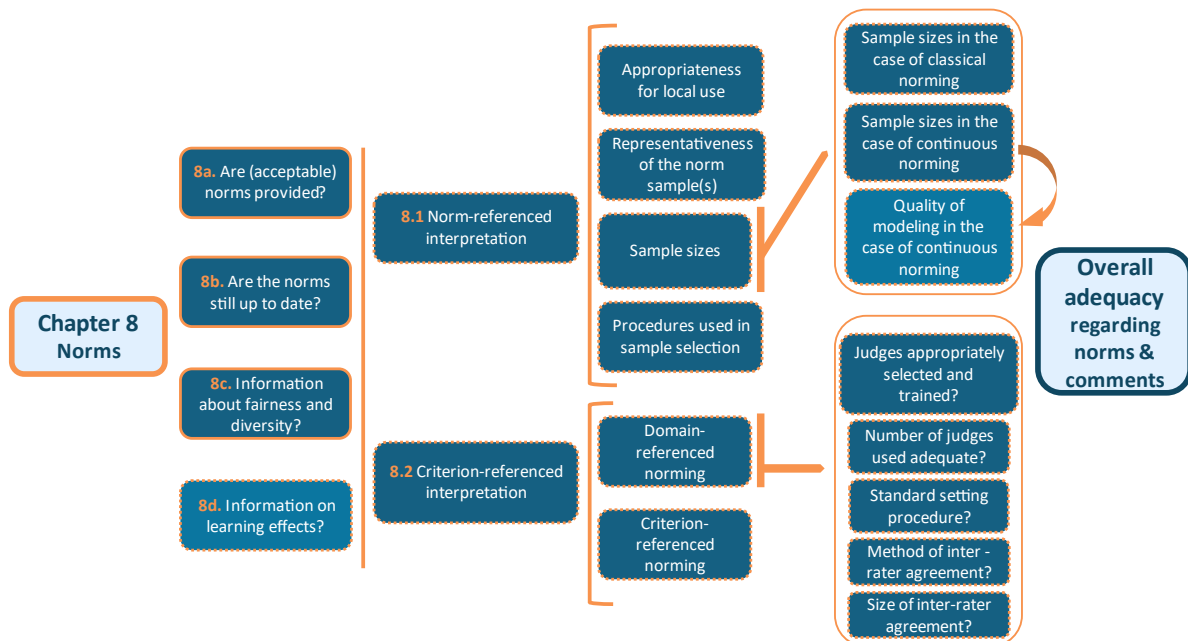 Chapter 8
Norms
8a. Are (acceptable)
norms provided?
8b. Are the norms
still up to date?
8c. Information
about fairness and
diversity?
8d. Information on
learning effects?
8.1 Norm-referenced
interpretation
8.2 Criterion-referenced
interpretation
Appropriateness
for local use
Representativeness
of the norm
sample(s)
Sample sizes
Procedures used in
sample selection
Domain-
referenced
norming
Criterion-
referenced
norming
Sample sizes in the
case of classical
norming
Sample sizes in the
case of continuous
norming
Quality of
modeling in the
case of continuous
norming
Judges appropriately
selected and
trained?
Number of judges
used adequate?
Standard setting
procedure?
Method of inter -
rater agreement?
Size of inter-rater
agreement?
Overall
adequacy
regarding
norms &
comments